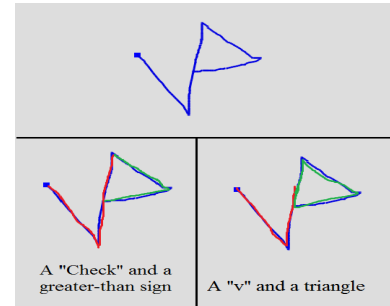 A "Check" and a
greater-than sign
A "v" and a triangle